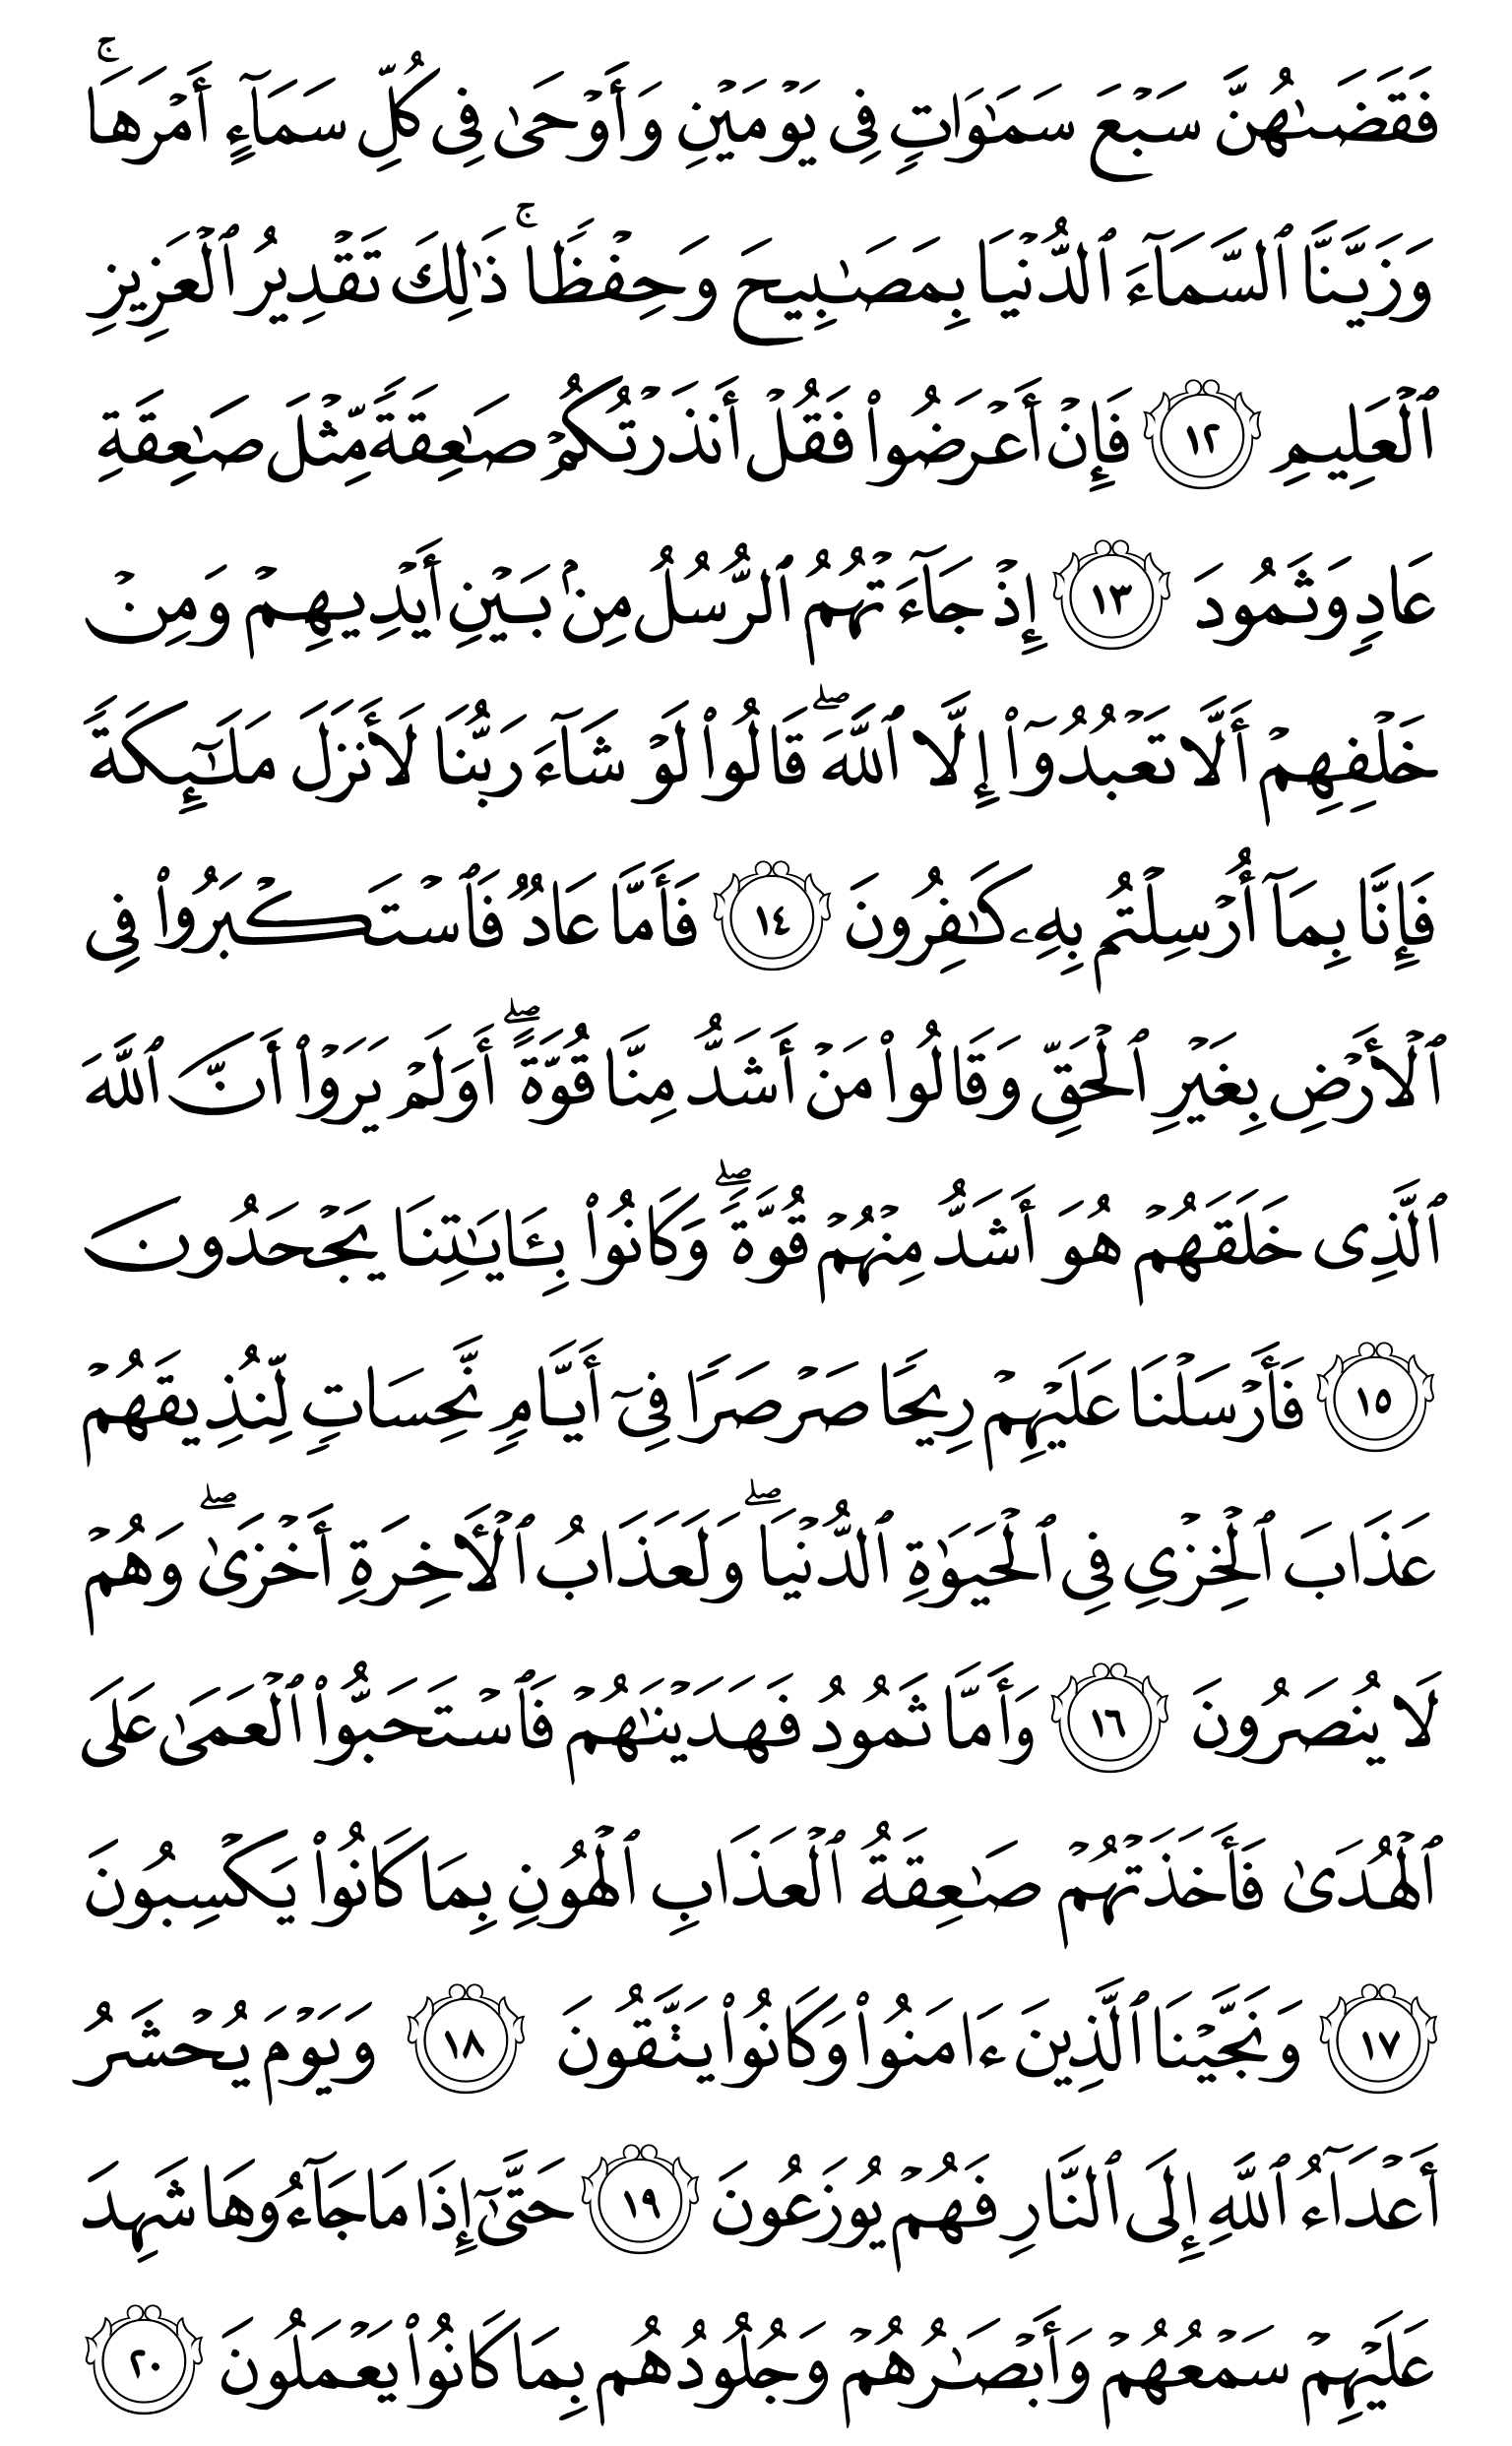 فَقَضَىٰهُنَّ سَبۡعَ سَمَٰوَاتٖ فِي يَوۡمَيۡنِ وَأَوۡحَىٰ فِي كُلِّ سَمَآءٍ أَمۡرَهَاۚ
وَزَيَّنَّا ٱلسَّمَآءَ ٱلدُّنۡيَا بِمَصَٰبِيحَ وَحِفۡظٗاۚ ذَٰلِكَ تَقۡدِيرُ ٱلۡعَزِيزِ
ٱلۡعَلِيمِ ١٢ فَإِنۡ أَعۡرَضُواْ فَقُلۡ أَنذَرۡتُكُمۡ صَٰعِقَةٗ مِّثۡلَ صَٰعِقَةِ
عَادٖ وَثَمُودَ ١٣ إِذۡ جَآءَتۡهُمُ ٱلرُّسُلُ مِنۢ بَيۡنِ أَيۡدِيهِمۡ وَمِنۡ
خَلۡفِهِمۡ أَلَّا تَعۡبُدُوٓاْ إِلَّا ٱللَّهَۖ قَالُواْ لَوۡ شَآءَ رَبُّنَا لَأَنزَلَ مَلَٰٓئِكَةٗ
فَإِنَّا بِمَآ أُرۡسِلۡتُم بِهِۦ كَٰفِرُونَ ١٤ فَأَمَّا عَادٞ فَٱسۡتَكۡبَرُواْ فِي
ٱلۡأَرۡضِ بِغَيۡرِ ٱلۡحَقِّ وَقَالُواْ مَنۡ أَشَدُّ مِنَّا قُوَّةًۖ أَوَلَمۡ يَرَوۡاْ أَنَّ ٱللَّهَ
ٱلَّذِي خَلَقَهُمۡ هُوَ أَشَدُّ مِنۡهُمۡ قُوَّةٗۖ وَكَانُواْ بِـَٔايَٰتِنَا يَجۡحَدُونَ
١٥ فَأَرۡسَلۡنَا عَلَيۡهِمۡ رِيحٗا صَرۡصَرٗا فِيٓ أَيَّامٖ نَّحِسَاتٖ لِّنُذِيقَهُمۡ
عَذَابَ ٱلۡخِزۡيِ فِي ٱلۡحَيَوٰةِ ٱلدُّنۡيَاۖ وَلَعَذَابُ ٱلۡأٓخِرَةِ أَخۡزَىٰۖ وَهُمۡ
لَا يُنصَرُونَ ١٦ وَأَمَّا ثَمُودُ فَهَدَيۡنَٰهُمۡ فَٱسۡتَحَبُّواْ ٱلۡعَمَىٰ عَلَى
ٱلۡهُدَىٰ فَأَخَذَتۡهُمۡ صَٰعِقَةُ ٱلۡعَذَابِ ٱلۡهُونِ بِمَا كَانُواْ يَكۡسِبُونَ
١٧ وَنَجَّيۡنَا ٱلَّذِينَ ءَامَنُواْ وَكَانُواْ يَتَّقُونَ ١٨ وَيَوۡمَ يُحۡشَرُ
أَعۡدَآءُ ٱللَّهِ إِلَى ٱلنَّارِ فَهُمۡ يُوزَعُونَ ١٩ حَتَّىٰٓ إِذَا مَا جَآءُوهَا شَهِدَ
عَلَيۡهِمۡ سَمۡعُهُمۡ وَأَبۡصَٰرُهُمۡ وَجُلُودُهُم بِمَا كَانُواْ يَعۡمَلُونَ ٢٠